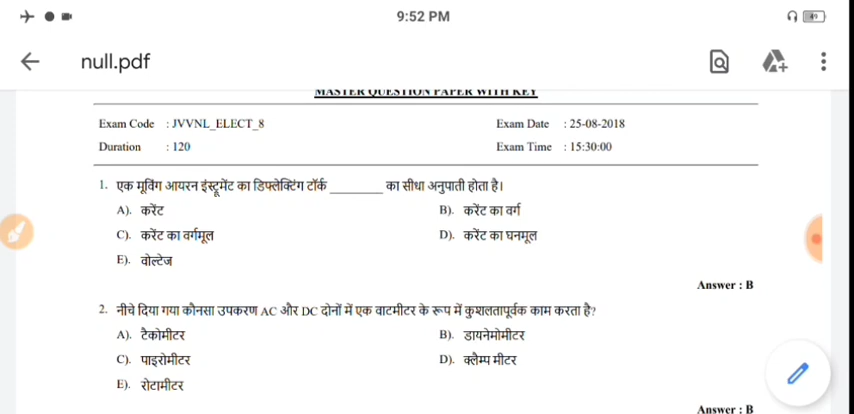 9:52 PM
null.pdf
MASTER QUESTION PAPER WITH KEY
Exam Code : JVVNL_ELECT_8 Exam Date : 25-08-2018
Duration : 120 Exam Time : 15:30:00
1. एक मूविंग आयरन इंस्ट्रूमेंट का डिफ्लेक्टिंग टॉर्क ________ का सीधा अनुपाती होता है।
A). करेंट B). करेंट का वर्ग
C). करेंट का वर्गमूल D). करेंट का घनमूल
E). वोल्टेज
Answer : B
2. नीचे दिया गया कौनसा उपकरण AC और DC दोनों में एक वाटमीटर के रूप में कुशलतापूर्वक काम करता है?
A). टैकोमीटर B). डायनेमोमीटर
C). पाइरोमीटर D). क्लैम्प मीटर
E). रोटामीटर
Answer : B